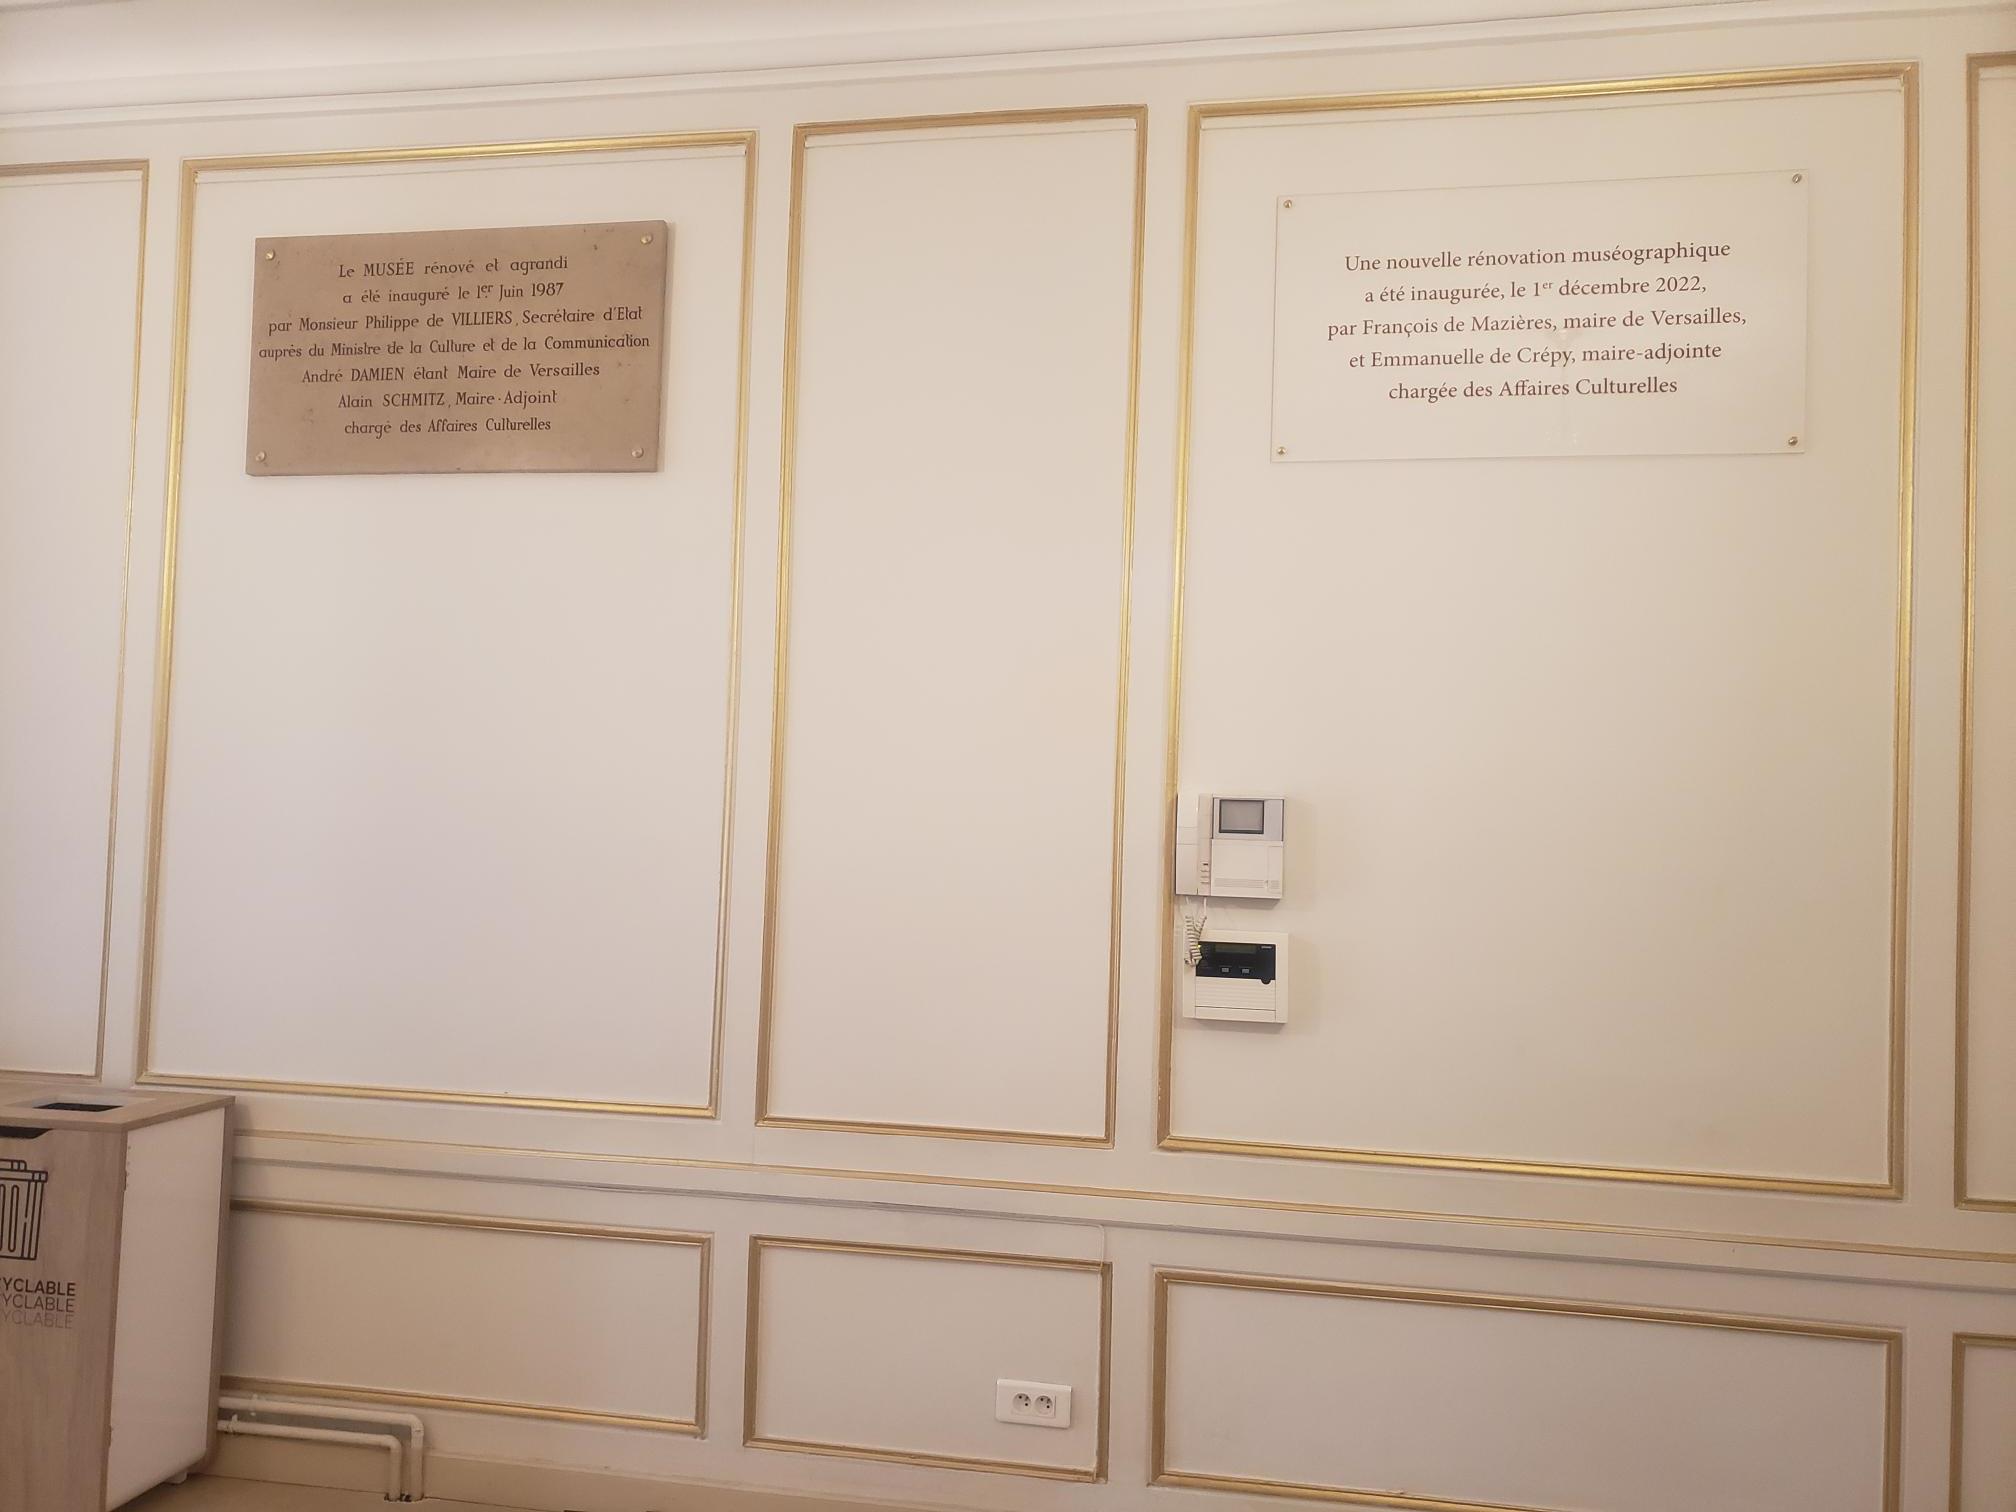 Le MUSÉE rénové et agrandi
a été inauguré le 1er Juin 1987
par Monsieur Philippe de VILLIERS, Secrétaire d'Etat
auprès du Ministre de la Culture et de la Communication
André DAMIEN étant Maire de Versailles
Alain SCHMITZ, Maire-Adjoint
chargé des Affaires Culturelles
Une nouvelle rénovation muséographique
a été inaugurée, le 1er décembre 2022,
par François de Mazières, maire de Versailles,
et Emmanuelle de Crépy, maire-adjointe
chargée des Affaires Culturelles
YCLABLE
YCLABLE
YCLABLE